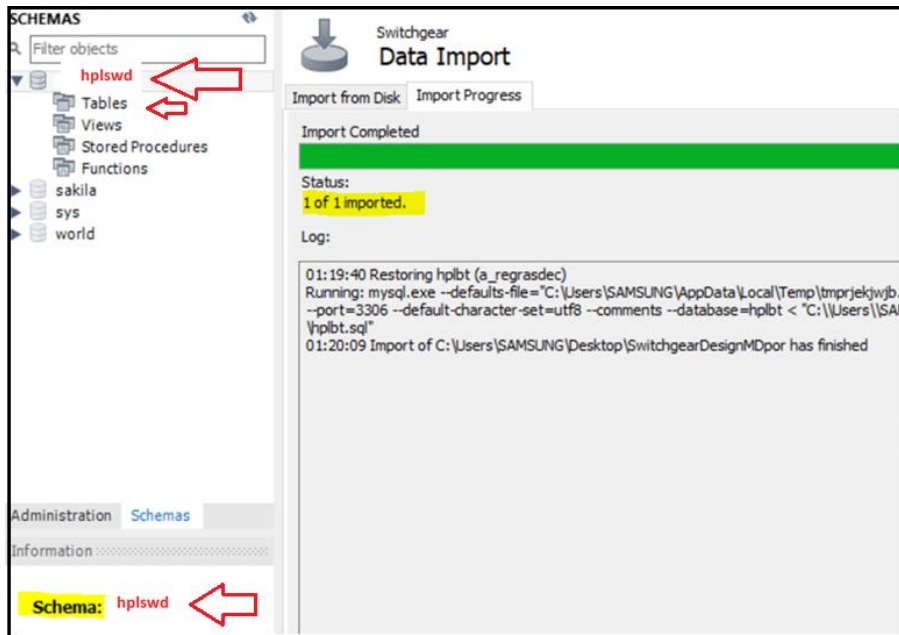 SCHEMAS
Filter objects
hplswd
Tables
Views
Stored Procedures
Functions
sakila
sys
world
Administration Schemas
Information
Schema: hplswd
Switchgear
Data Import
Import from Disk Import Progress
Import Completed
Status:
1 of 1 imported.
Log:
01:19:40 Restoring hplbt (a_regrasdec)
Running: mysql.exe --defaults-file="C:\Users\SAMSUNG\AppData\Local\Temp\tmprjekjwjb.
--port=3306 --default-character-set=utf8 --comments --database=hplbt < "C:\\Users\\SA
\hplbt.sql"
01:20:09 Import of C:\Users\SAMSUNG\Desktop\SwitchgearDesignMDpor has finished